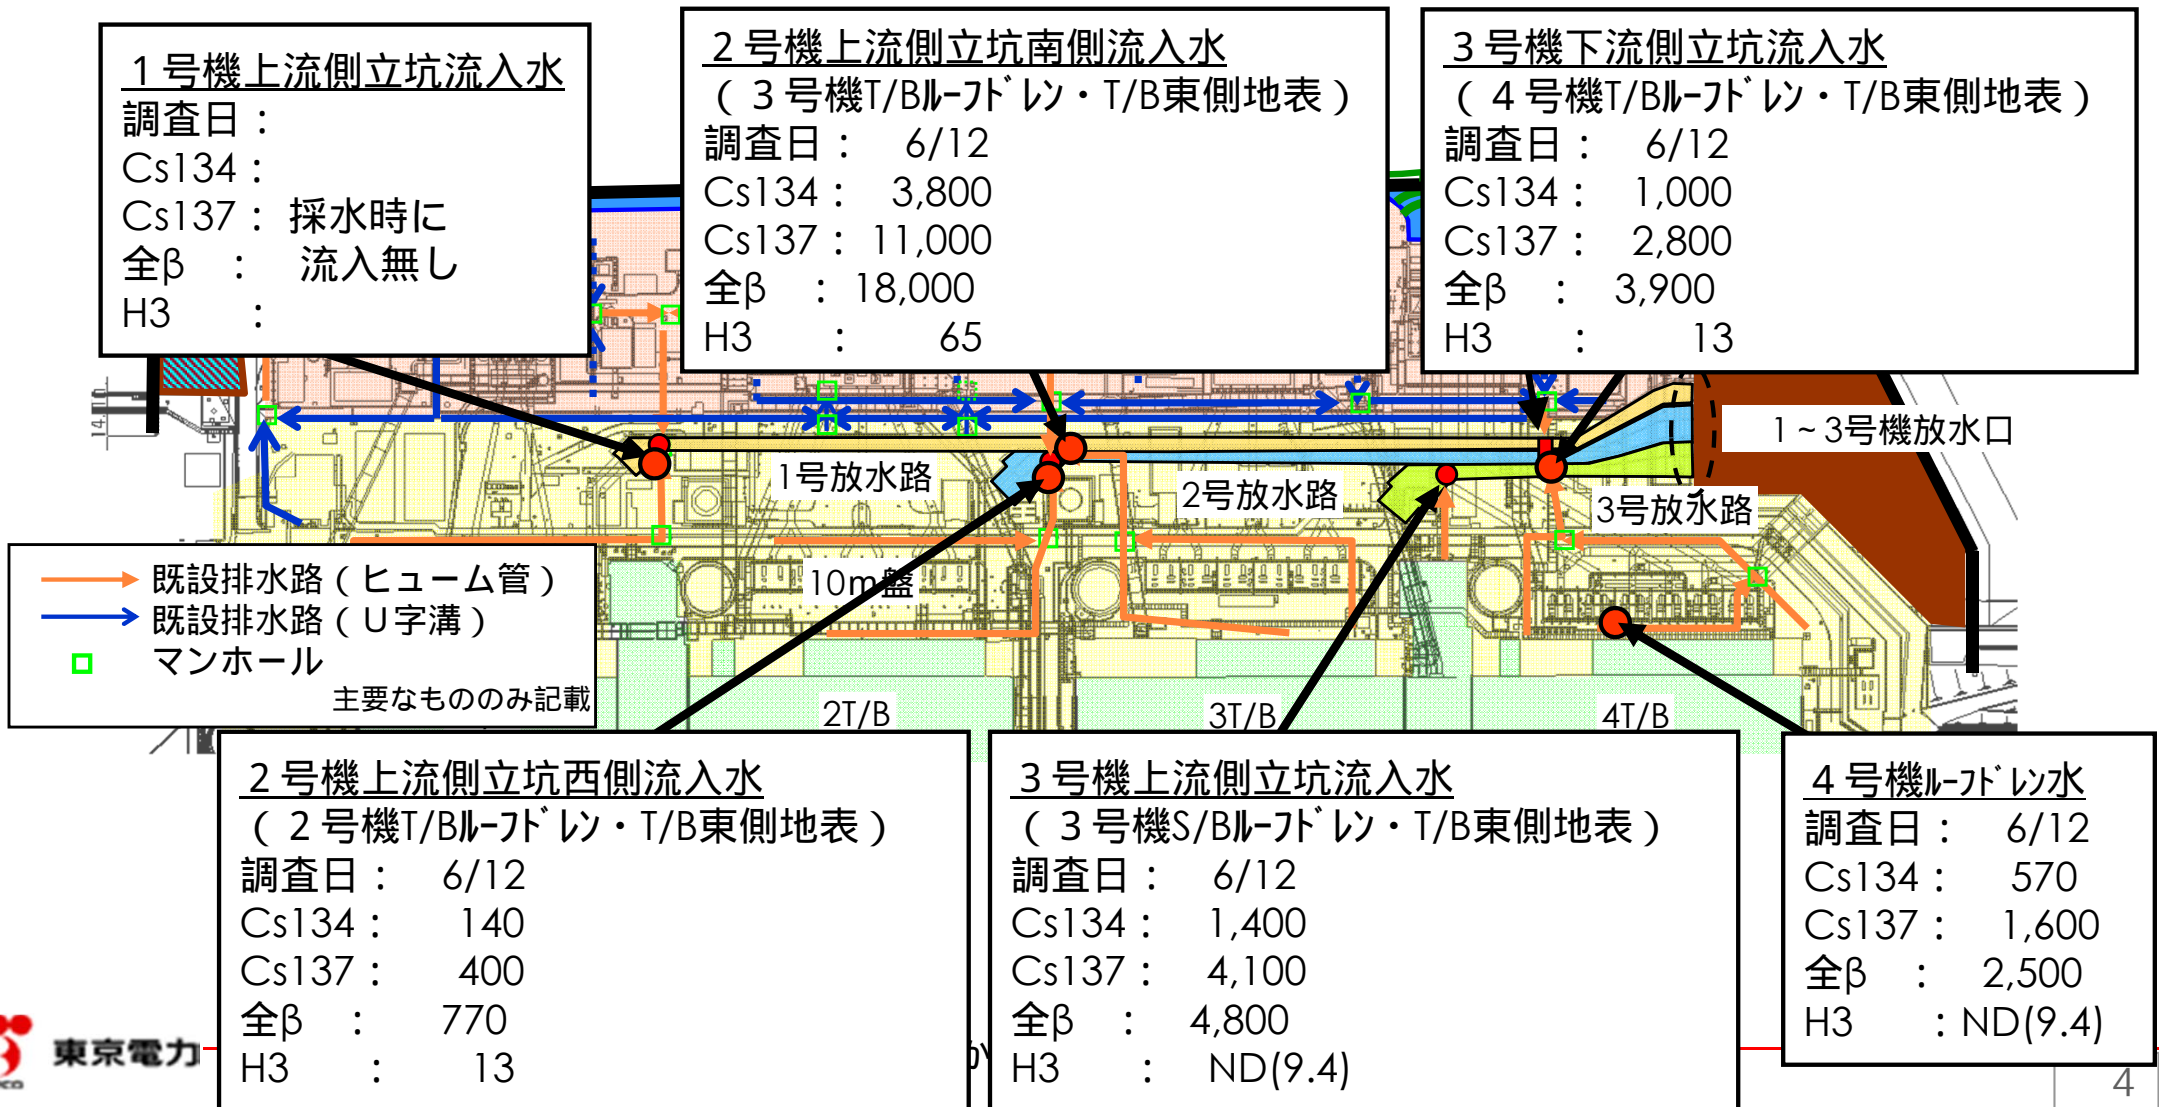 １号機上流側立坑流入水
調査日：
Cs134：
Cs137：採水時に
全β　：　流入無し
H3　　：
２号機上流側立坑南側流入水
（３号機T/Bﾙｰﾌﾄﾞﾚﾝ・T/B東側地表）
調査日：　6/12
Cs134：　3,800
Cs137：11,000
全β　：18,000
H3　　：　65
３号機下流側立坑流入水
（４号機T/Bﾙｰﾌﾄﾞﾚﾝ・T/B東側地表）
調査日：　6/12
Cs134：　1,000
Cs137：　2,800
全β　：　3,900
H3　　：　13
1～3号機放水口
1号放水路
2号放水路
3号放水路
10m盤
既設排水路（ヒューム管）
既設排水路（Ｕ字溝）
マンホール
主要なもののみ記載
2T/B
3T/B
4T/B
２号機上流側立坑西側流入水
（２号機T/Bﾙｰﾌﾄﾞﾚﾝ・T/B東側地表）
調査日：　6/12
Cs134：　140
Cs137：　400
全β　：　770
H3　　：　13
３号機上流側立坑流入水
（３号機S/Bﾙｰﾌﾄﾞﾚﾝ・T/B東側地表）
調査日：　6/12
Cs134：　1,400
Cs137：　4,100
全β　：　4,800
H3　　：　ND(9.4)
４号機ﾙｰﾌﾄﾞﾚﾝ水
調査日：　6/12
Cs134：　570
Cs137：　1,600
全β　：　2,500
H3　　：ND(9.4)
東京電力
4